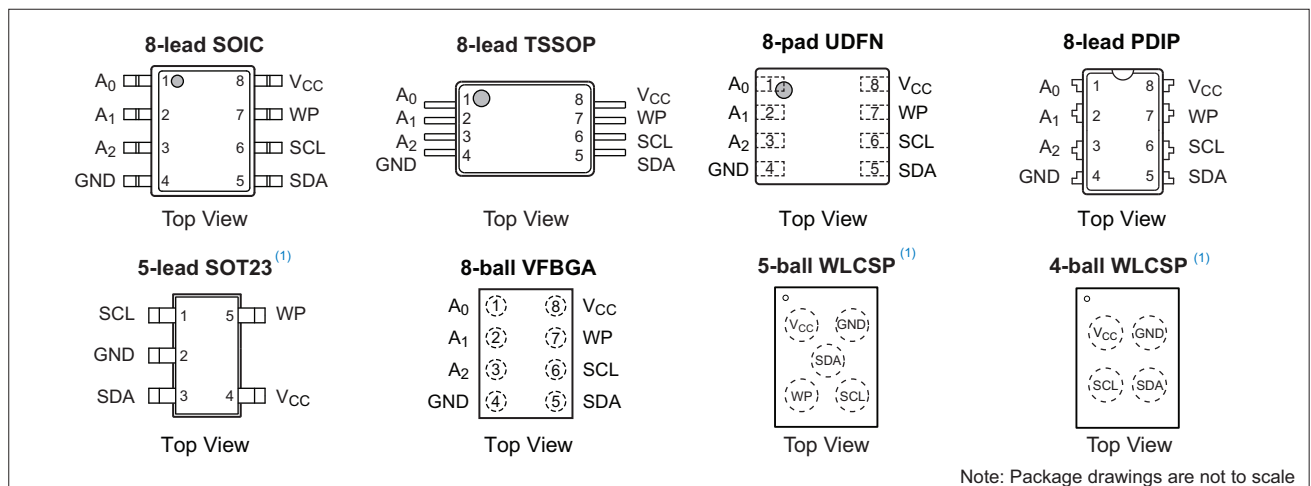 8-lead SOIC
A0 1 8 VCC
A1 2 7 WP
A2 3 6 SCL
GND 4 5 SDA
Top View
8-lead TSSOP
A0 1 8 VCC
A1 2 7 WP
A2 3 6 SCL
GND 4 5 SDA
Top View
8-pad UDFN
A0 1 8 VCC
A1 2 7 WP
A2 3 6 SCL
GND 4 5 SDA
Top View
8-lead PDIP
A0 1 8 VCC
A1 2 7 WP
A2 3 6 SCL
GND 4 5 SDA
Top View
5-lead SOT23 (1)
SCL 1 5 WP
GND 2
SDA 3 4 VCC
Top View
8-ball VFBGA
A0 1 8 VCC
A1 2 7 WP
A2 3 6 SCL
GND 4 5 SDA
Top View
5-ball WLCSP (1)
VCC GND
SDA
WP SCL
Top View
4-ball WLCSP (1)
VCC GND
SCL SDA
Top View
Note: Package drawings are not to scale